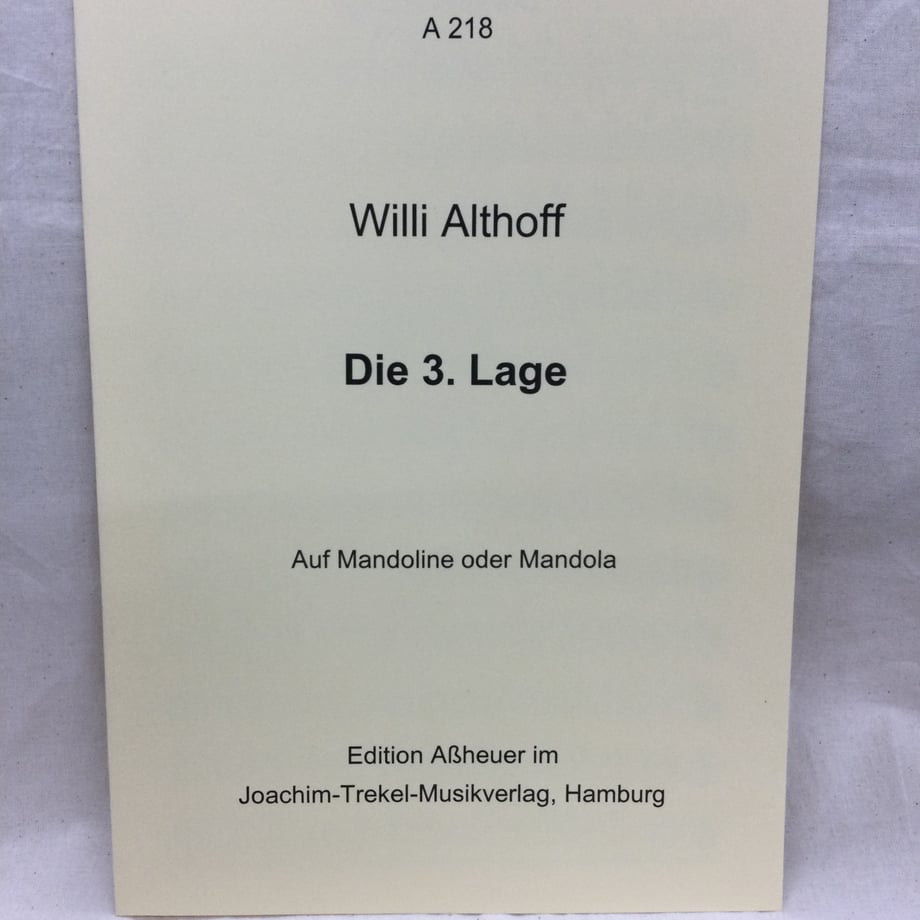 A 218
Willi Althoff
Die 3. Lage
Auf Mandoline oder Mandola
Edition Aßheuer im
Joachim-Trekel-Musikverlag, Hamburg